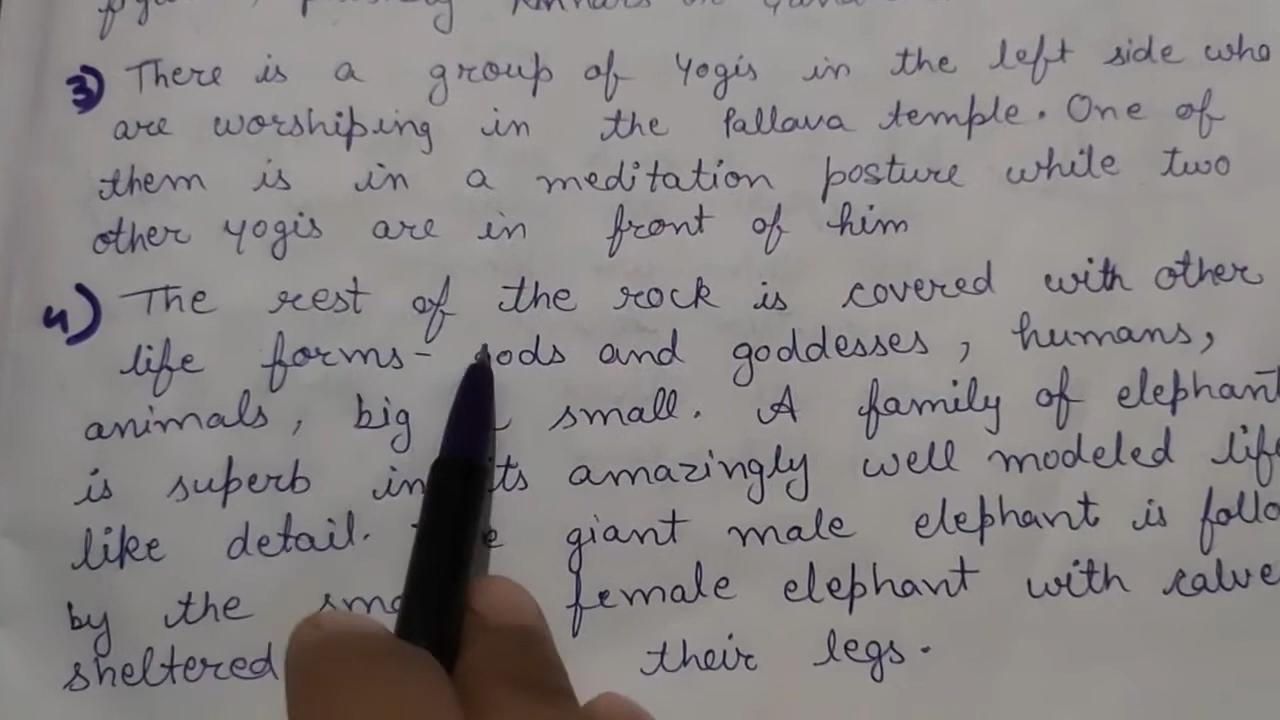 3) There is a group of yogis in the left side who
are worshiping in the Pallava temple. One of
them is in a meditation posture while two
other yogis are in front of him
4) The rest of the rock is covered with other
life forms- gods and goddesses, humans,
animals, big small. A family of elephant
is superb in its amazingly well modeled
like detail. giant male elephant is
by the female elephant with
sheltered their legs.